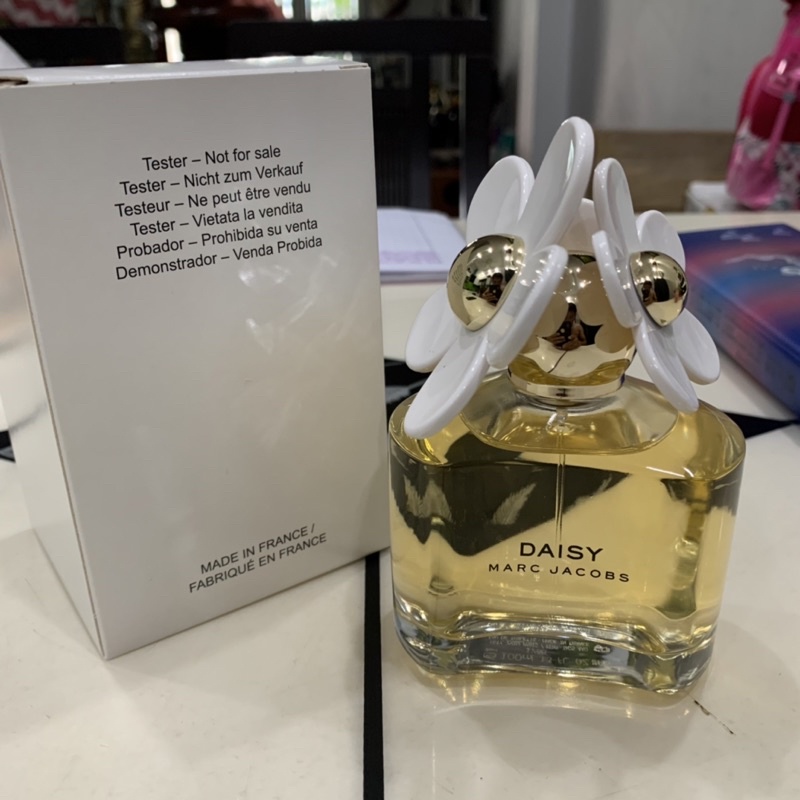 Tester – Not for sale
Tester – Nicht zum Verkauf
Testeur – Ne peut être vendu
Tester – Vietata la vendita
Probador – Prohibida su venta
Demonstrador – Venda Probida
MADE IN FRANCE /
FABRIQUÉ EN FRANCE
DAISY
MARC JACOBS